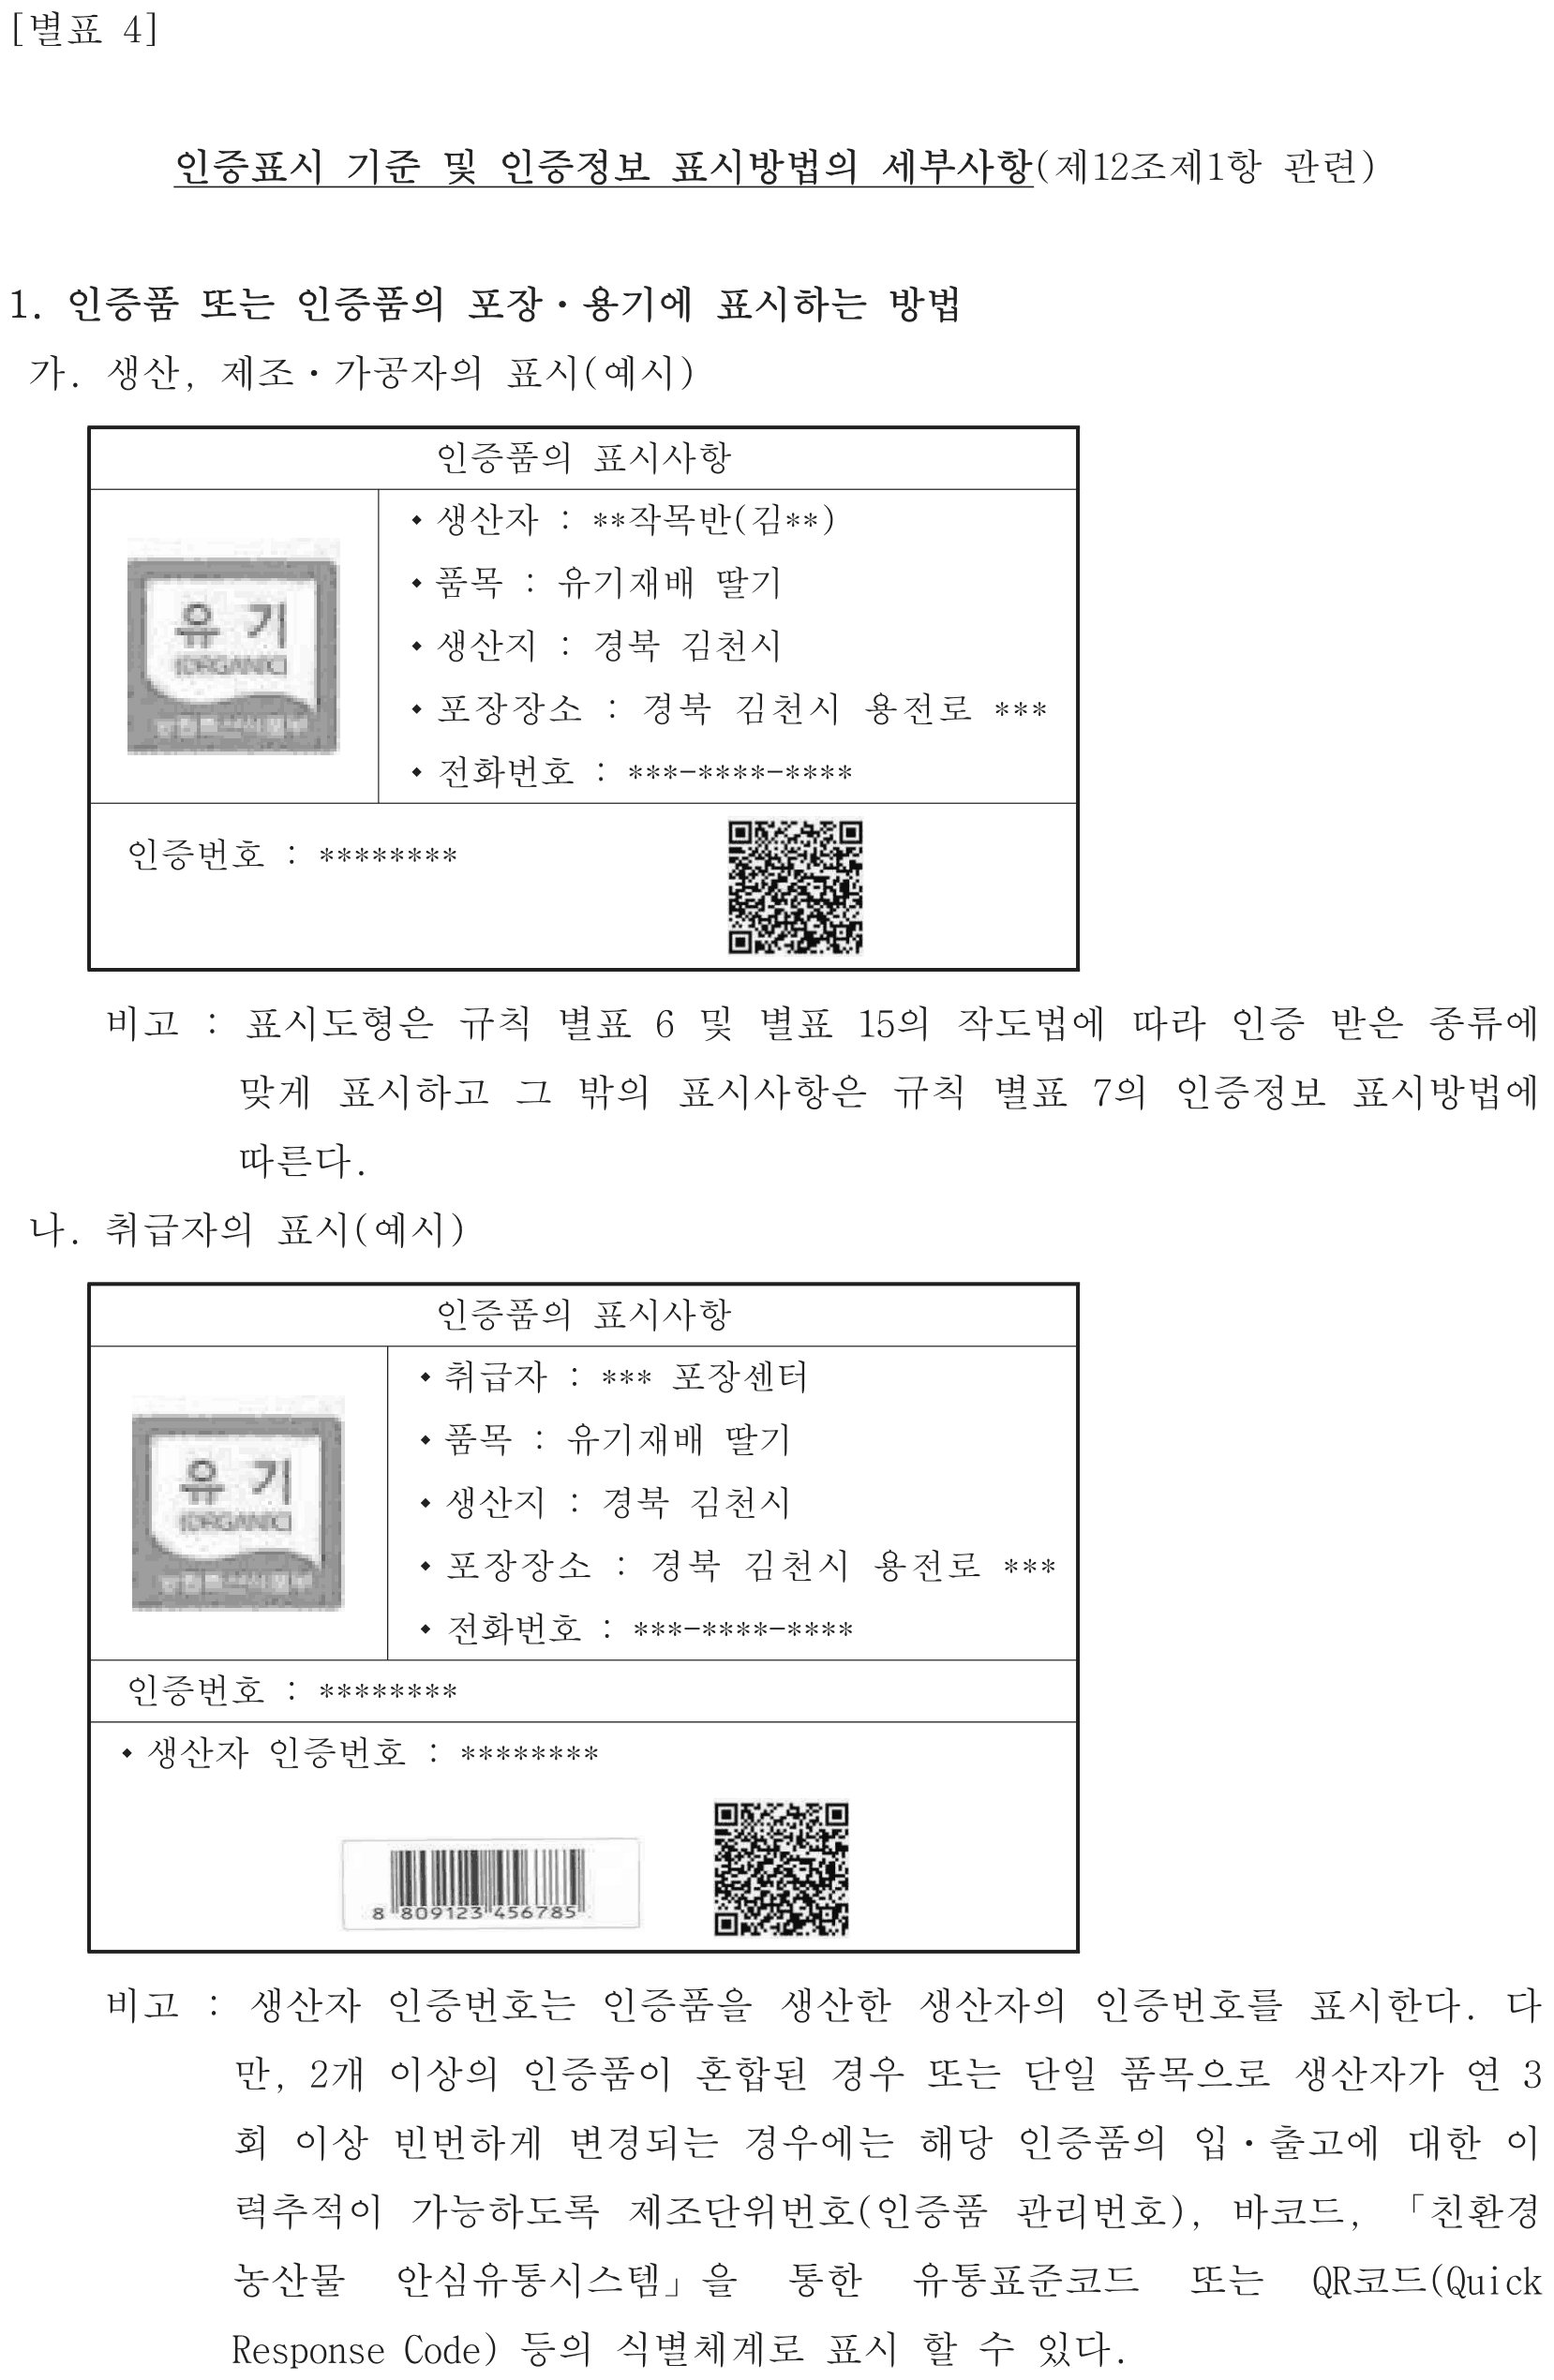 [별표 4]
인증표시 기준 및 인증정보 표시방법의 세부사항(제12조제1항 관련)
1. 인증품 또는 인증품의 포장·용기에 표시하는 방법
가. 생산, 제조·가공자의 표시(예시)
인증품의 표시사항
유 기
(ORGANIC)
농림축산식품부
◆ 생산자 : **작목반(김**)
◆ 품목 : 유기재배 딸기
◆ 생산지 : 경북 김천시
◆ 포장장소 : 경북 김천시 용전로 ***
◆ 전화번호 : ***-****-****
인증번호 : ********
비고 : 표시도형은 규칙 별표 6 및 별표 15의 작도법에 따라 인증 받은 종류에
맞게 표시하고 그 밖의 표시사항은 규칙 별표 7의 인증정보 표시방법에
따른다.
나. 취급자의 표시(예시)
인증품의 표시사항
유 기
(ORGANIC)
농림축산식품부
◆ 취급자 : *** 포장센터
◆ 품목 : 유기재배 딸기
◆ 생산지 : 경북 김천시
◆ 포장장소 : 경북 김천시 용전로 ***
◆ 전화번호 : ***-****-****
인증번호 : ********
◆ 생산자 인증번호 : ********
8 809123 456785
비고 : 생산자 인증번호는 인증품을 생산한 생산자의 인증번호를 표시한다. 다
만, 2개 이상의 인증품이 혼합된 경우 또는 단일 품목으로 생산자가 연 3
회 이상 빈번하게 변경되는 경우에는 해당 인증품의 입·출고에 대한 이
력추적이 가능하도록 제조단위번호(인증품 관리번호), 바코드, 「친환경
농산물 안심유통시스템」을 통한 유통표준코드 또는 QR코드(Quick
Response Code) 등의 식별체계로 표시 할 수 있다.